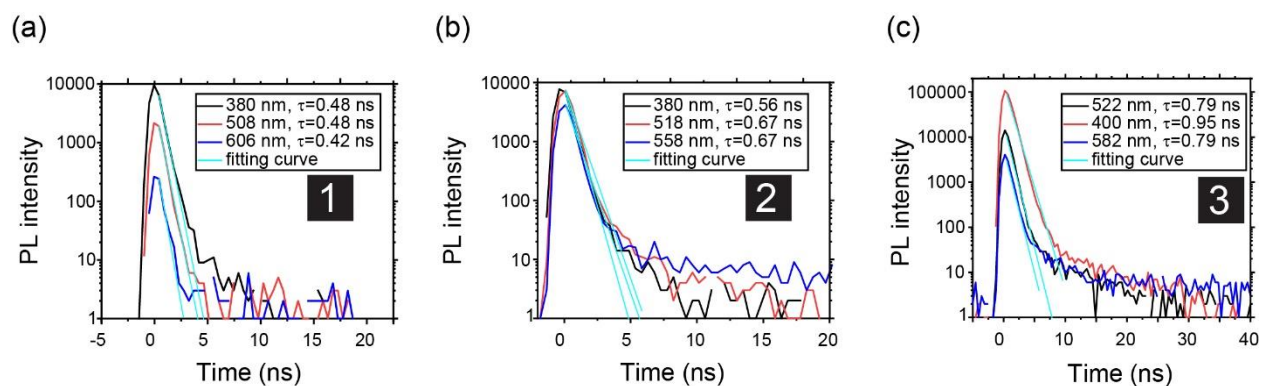 (a)
(b)
(c)
PL intensity
10000
1000
100
10
1
380 nm, τ=0.48 ns
508 nm, τ=0.48 ns
606 nm, τ=0.42 ns
fitting curve
1
-5 0 5 10 15 20
Time (ns)
PL intensity
10000
1000
100
10
1
380 nm, τ=0.56 ns
518 nm, τ=0.67 ns
558 nm, τ=0.67 ns
fitting curve
2
0 5 10 15 20
Time (ns)
PL intensity
100000
10000
1000
100
10
1
522 nm, τ=0.79 ns
400 nm, τ=0.95 ns
582 nm, τ=0.79 ns
fitting curve
3
0 10 20 30 40
Time (ns)